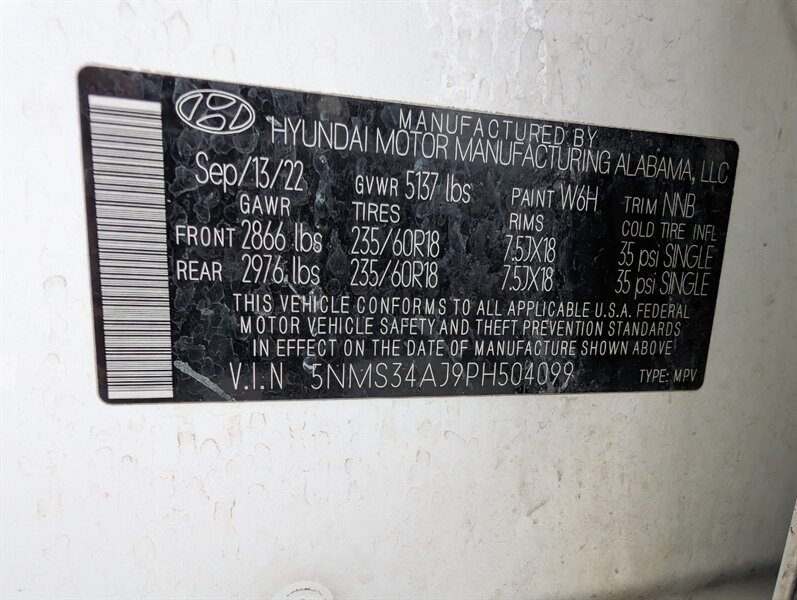 MANUFACTURED BY
HYUNDAI MOTOR MANUFACTURING ALABAMA, LLC
Sep/13/22 GVWR 5137 lbs PAINT W6H TRIM NNB
GAWR TIRES RIMS COLD TIRE INFL
FRONT 2866 lbs 235/60R18 7.5JX18 35 psi SINGLE
REAR 2976 lbs 235/60R18 7.5JX18 35 psi SINGLE
THIS VEHICLE CONFORMS TO ALL APPLICABLE U.S.A. FEDERAL
MOTOR VEHICLE SAFETY AND THEFT PREVENTION STANDARDS
IN EFFECT ON THE DATE OF MANUFACTURE SHOWN ABOVE.
V.I.N 5NMS34AJ9PH504099 TYPE: MPV